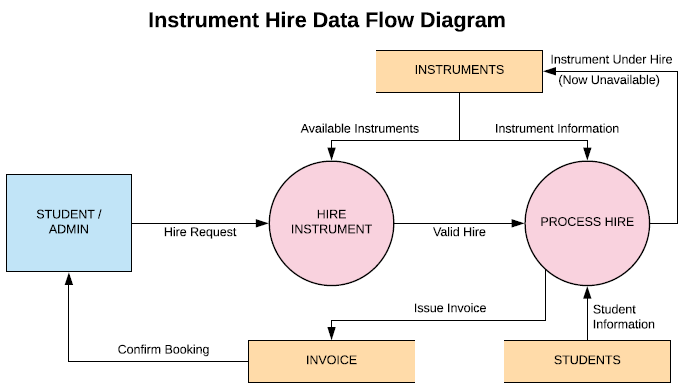 Instrument Hire Data Flow Diagram
INSTRUMENTS
Instrument Under Hire
(Now Unavailable)
Available Instruments
Instrument Information
STUDENT /
ADMIN
Hire Request
HIRE
INSTRUMENT
Valid Hire
PROCESS HIRE
Issue Invoice
Student
Information
Confirm Booking
INVOICE
STUDENTS